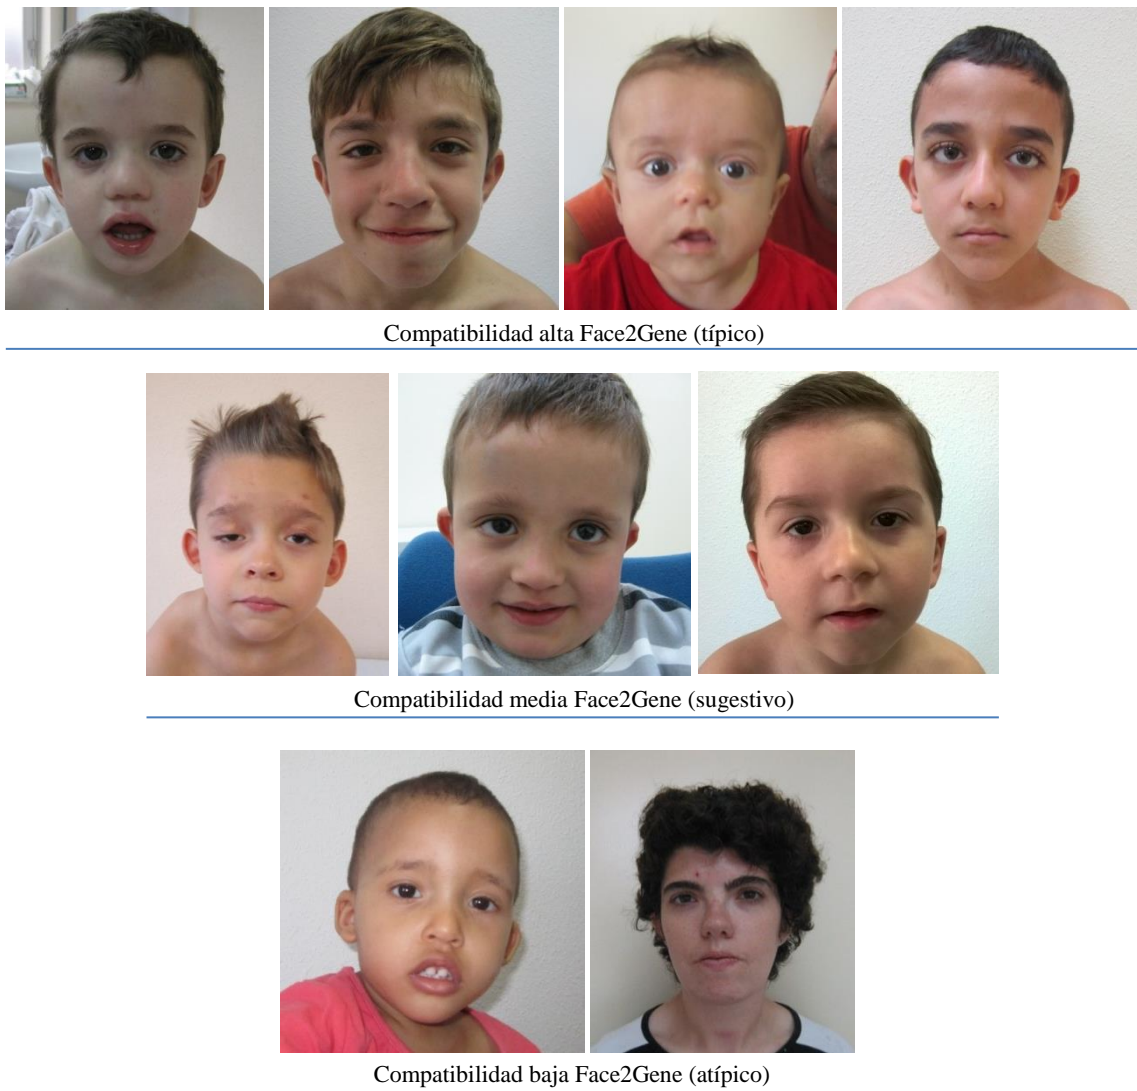 Compatibilidad alta Face2Gene (típico)
Compatibilidad media Face2Gene (sugestivo)
Compatibilidad baja Face2Gene (atípico)